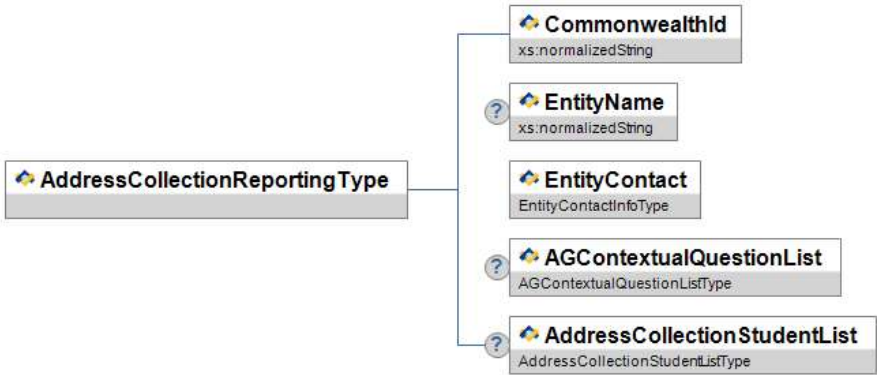 CommonwealthId
xs:normalizedString
?
EntityName
xs:normalizedString
AddressCollectionReportingType
EntityContact
EntityContactInfoType
?
AGContextualQuestionList
AGContextualQuestionListType
?
AddressCollectionStudentList
AddressCollectionStudentListType